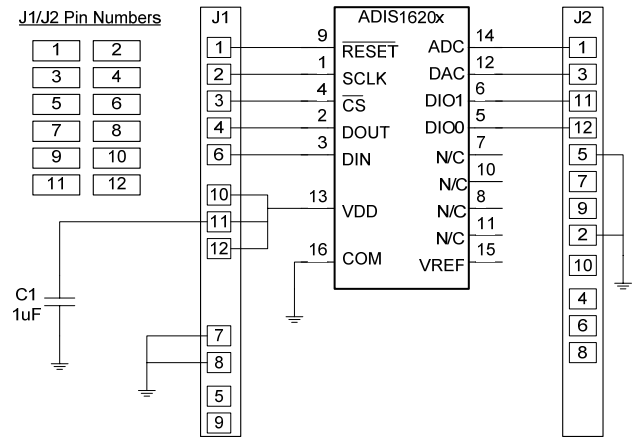 J1/J2 Pin Numbers
1 2
3 4
5 6
7 8
9 10
11 12
J1
1
2
3
4
6
10
11
12
7
8
5
9
C1
1uF
ADIS1620x
9 RESET
1 SCLK
4 CS
2 DOUT
3 DIN
13 VDD
16 COM
ADC 14
DAC 12
DIO1 6
DIO0 5
N/C 7
N/C 10
N/C 8
N/C 11
VREF 15
J2
1
3
11
12
5
7
9
2
10
4
6
8